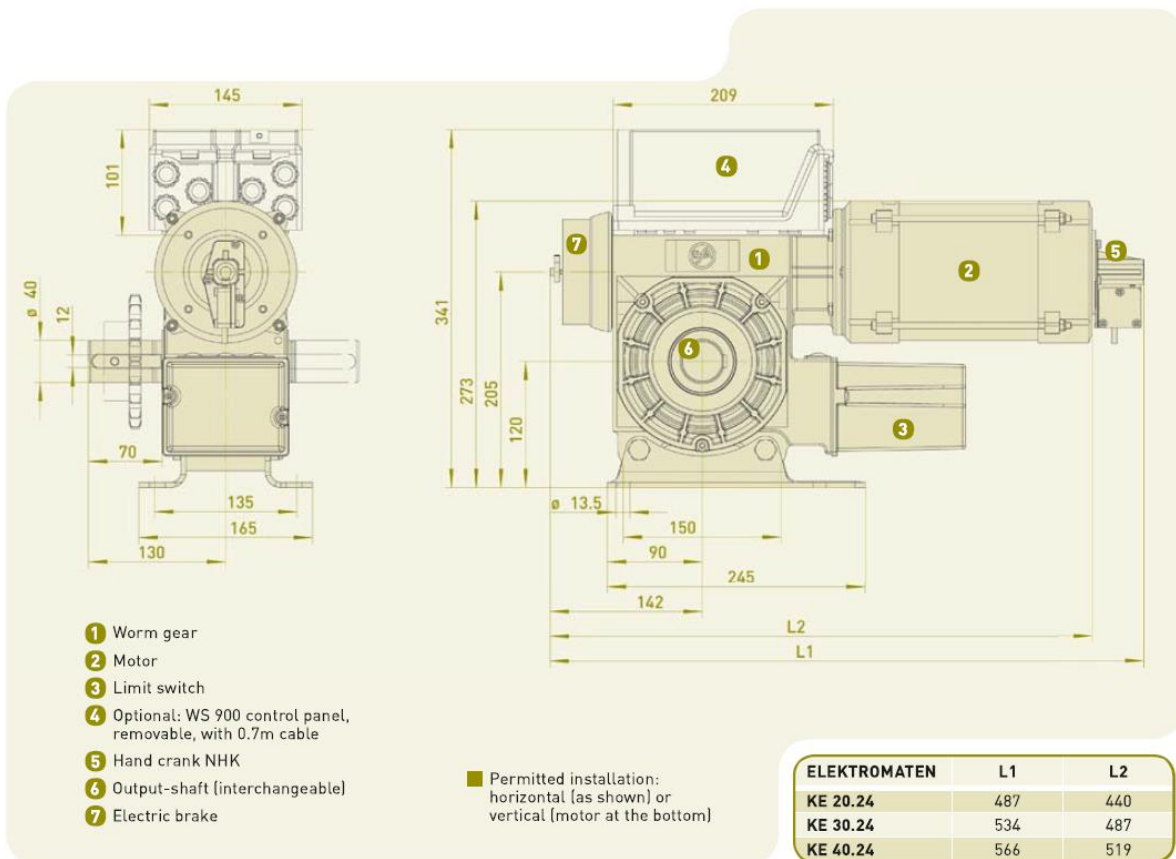 145
101
ø 40
12
70
135
165
130
209
341
273
205
120
ø 13.5
150
90
245
142
L2
L1
4
7
1
2
5
6
3
1 Worm gear
2 Motor
3 Limit switch
4 Optional: WS 900 control panel,
removable, with 0.7m cable
5 Hand crank NHK
6 Output-shaft (interchangeable)
7 Electric brake
Permitted installation:
horizontal (as shown) or
vertical (motor at the bottom)
ELEKTROMATEN L1 L2
KE 20.24 487 440
KE 30.24 534 487
KE 40.24 566 519